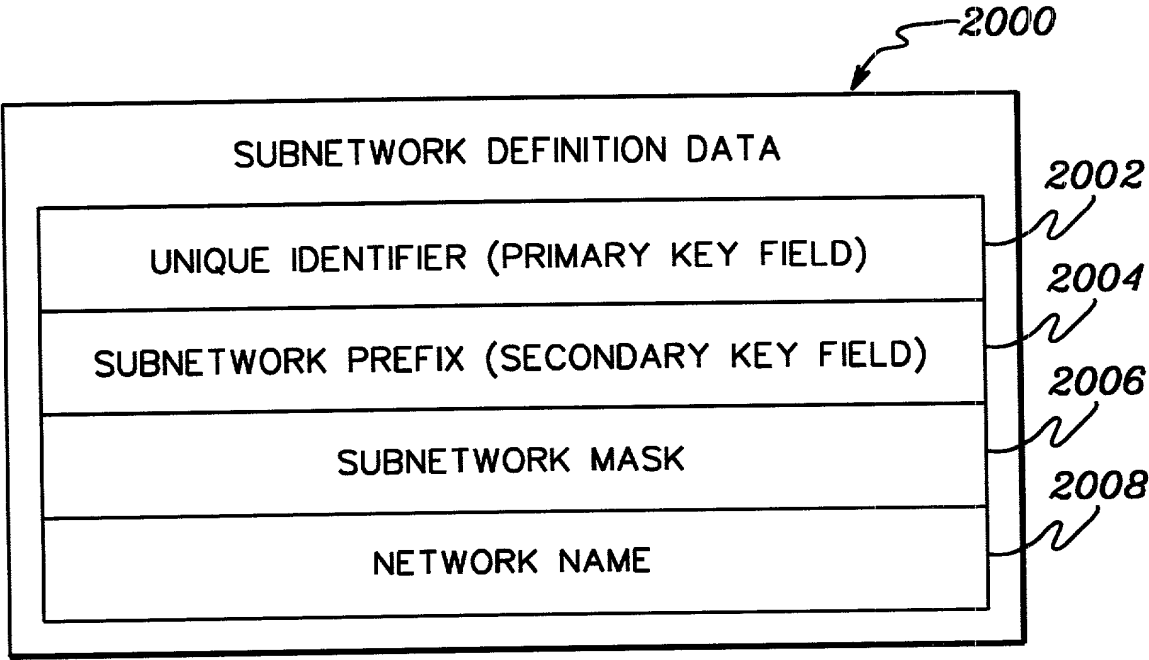 2000
SUBNETWORK DEFINITION DATA
2002
UNIQUE IDENTIFIER (PRIMARY KEY FIELD)
2004
SUBNETWORK PREFIX (SECONDARY KEY FIELD)
2006
SUBNETWORK MASK
2008
NETWORK NAME